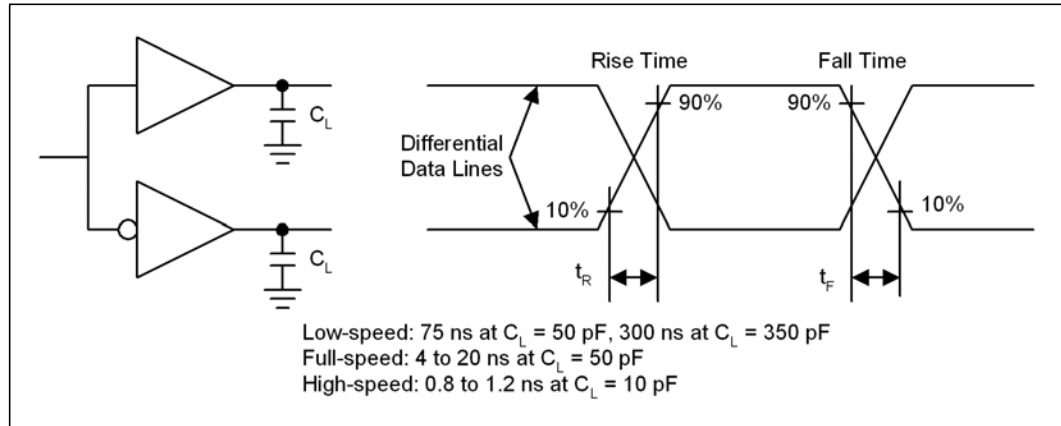 Rise Time
Fall Time
90%
90%
C_L
Differential
Data Lines
10%
10%
C_L
t_R
t_F
Low-speed: 75 ns at C_L = 50 pF, 300 ns at C_L = 350 pF
Full-speed: 4 to 20 ns at C_L = 50 pF
High-speed: 0.8 to 1.2 ns at C_L = 10 pF